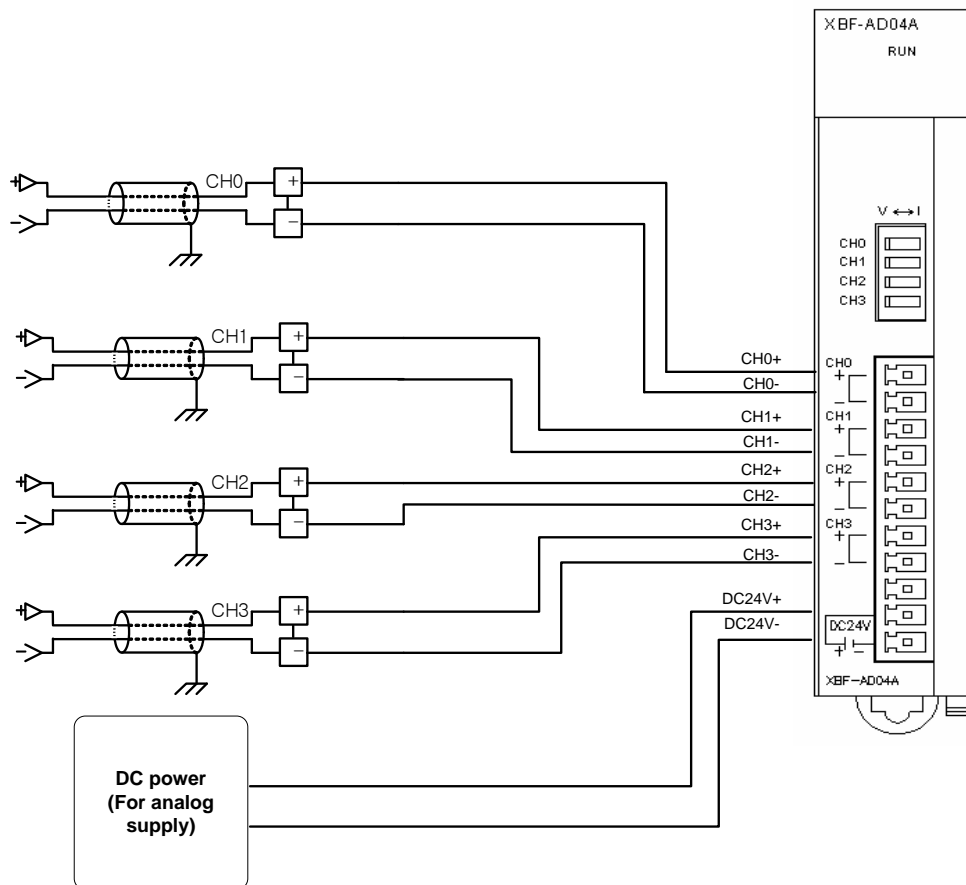 XBF-AD04A
RUN
V ↔ I
CH0
CH1
CH2
CH3
+
CH0
+
−
−
+
CH1
+
−
−
+
CH2
+
−
−
+
CH3
+
−
−
CH0+
CH0-
CH1+
CH1-
CH2+
CH2-
CH3+
CH3-
DC24V+
DC24V-
CH0
+
−
CH1
+
−
CH2
+
−
CH3
+
−
DC24V
+ −
XBF-AD04A
DC power
(For analog
supply)